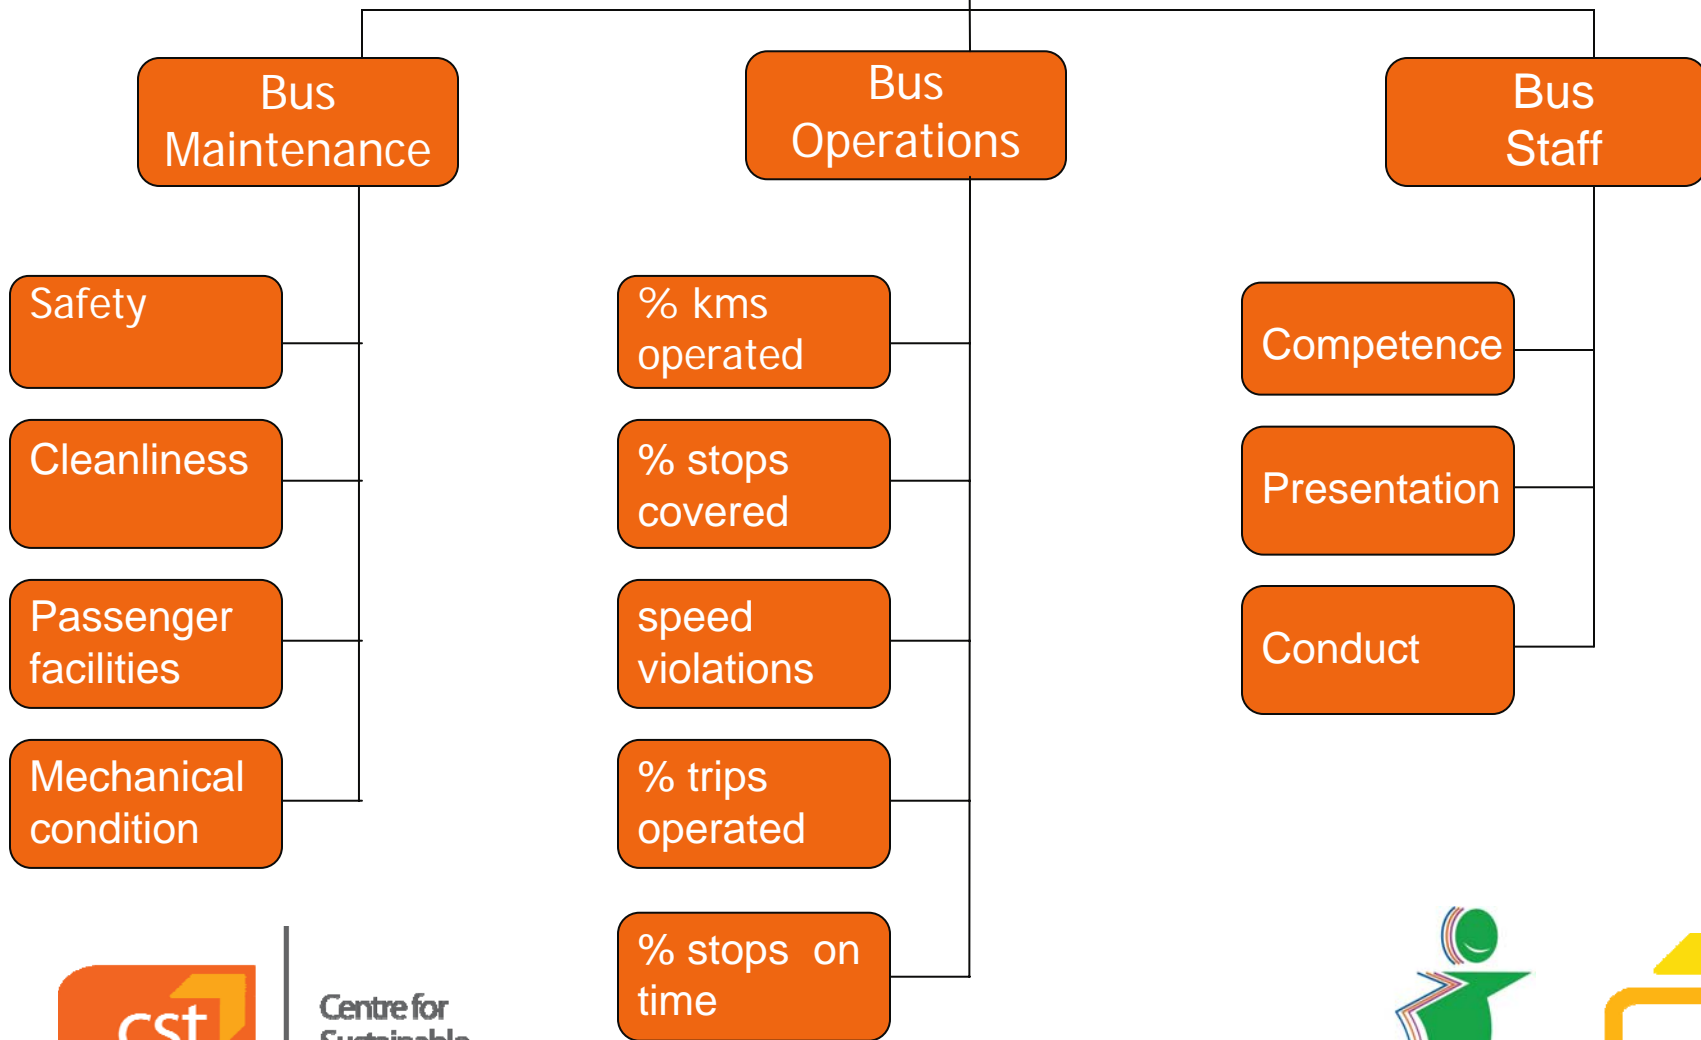 Bus
Maintenance
Safety
Cleanliness
Passenger
facilities
Mechanical
condition
Bus
Operations
% kms
operated
% stops
covered
speed
violations
% trips
operated
% stops on
time
Bus
Staff
Competence
Presentation
Conduct
cst
Centre for
Sustainable